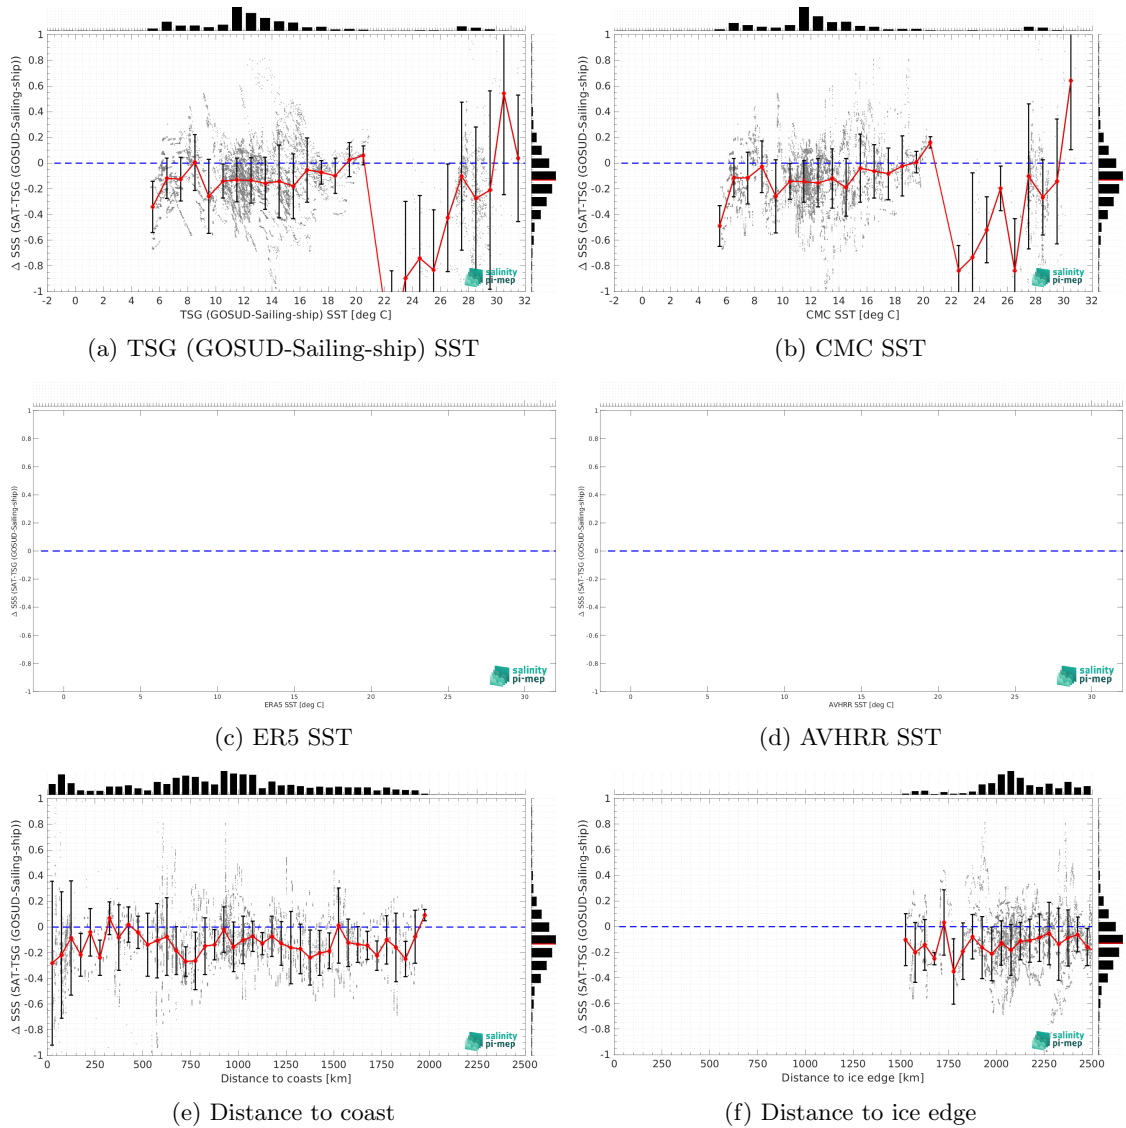 1
0.8
0.6
0.4
0.2
0
-0.2
-0.4
-0.6
-0.8
-1
Δ SSS (SAT-TSG (GOSUD-Sailing-ship))
-2 0 2 4 6 8 10 12 14 16 18 20 22 24 26 28 30 32
TSG (GOSUD-Sailing-ship) SST [deg C]
salinity
pi-mep
(a) TSG (GOSUD-Sailing-ship) SST
1
0.8
0.6
0.4
0.2
0
-0.2
-0.4
-0.6
-0.8
-1
Δ SSS (SAT-TSG (GOSUD-Sailing-ship))
-2 0 2 4 6 8 10 12 14 16 18 20 22 24 26 28 30 32
CMC SST [deg C]
salinity
pi-mep
(b) CMC SST
1
0.8
0.6
0.4
0.2
0
-0.2
-0.4
-0.6
-0.8
-1
Δ SSS (SAT-TSG (GOSUD-Sailing-ship))
0 5 10 15 20 25 30
ERA5 SST [deg C]
salinity
pi-mep
(c) ER5 SST
1
0.8
0.6
0.4
0.2
0
-0.2
-0.4
-0.6
-0.8
-1
Δ SSS (SAT-TSG (GOSUD-Sailing-ship))
0 5 10 15 20 25 30
AVHRR SST [deg C]
salinity
pi-mep
(d) AVHRR SST
1
0.8
0.6
0.4
0.2
0
-0.2
-0.4
-0.6
-0.8
-1
Δ SSS (SAT-TSG (GOSUD-Sailing-ship))
0 250 500 750 1000 1250 1500 1750 2000 2250 2500
Distance to coasts [km]
salinity
pi-mep
(e) Distance to coast
1
0.8
0.6
0.4
0.2
0
-0.2
-0.4
-0.6
-0.8
-1
Δ SSS (SAT-TSG (GOSUD-Sailing-ship))
0 250 500 750 1000 1250 1500 1750 2000 2250 2500
Distance to ice edge [km]
salinity
pi-mep
(f) Distance to ice edge